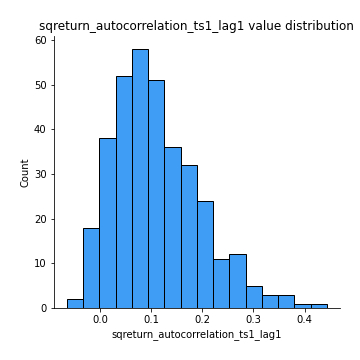 sqreturn_autocorrelation_ts1_lag1 value distribution
60
50
40
30
20
10
0
Count
0.0 0.1 0.2 0.3 0.4
sqreturn_autocorrelation_ts1_lag1